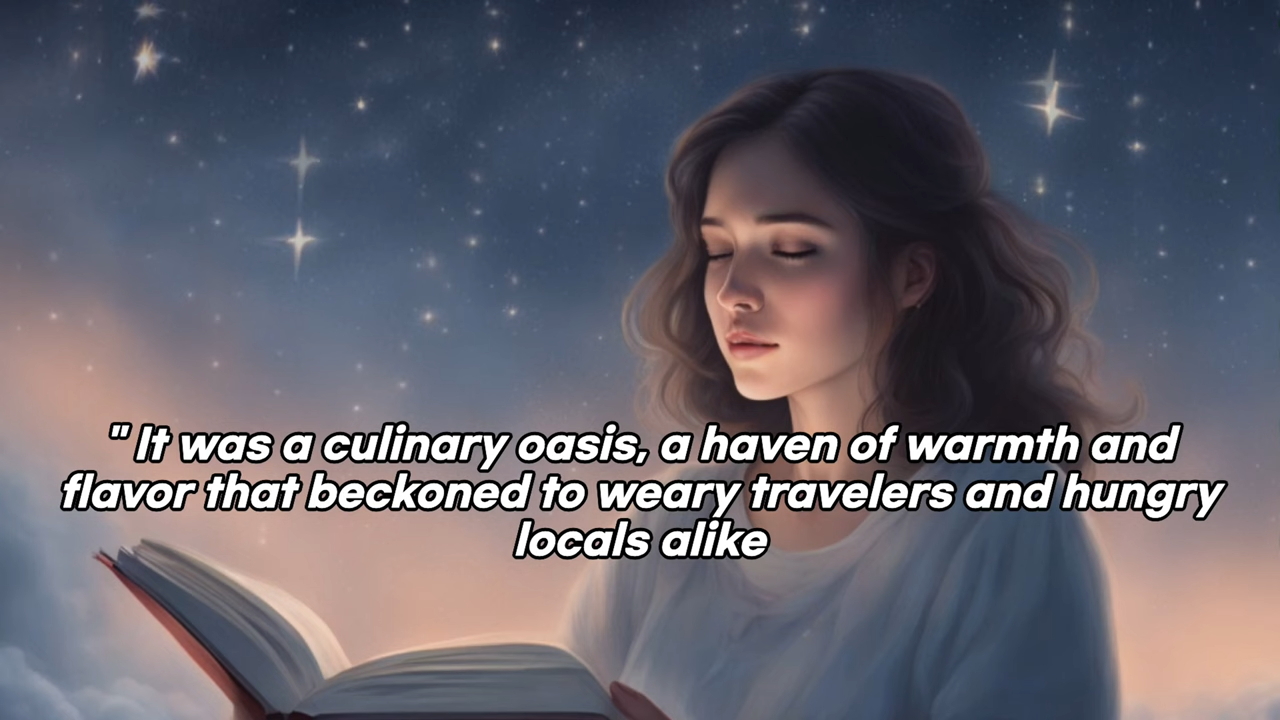 " It was a culinary oasis, a haven of warmth and
flavor that beckoned to weary travelers and hungry
locals alike